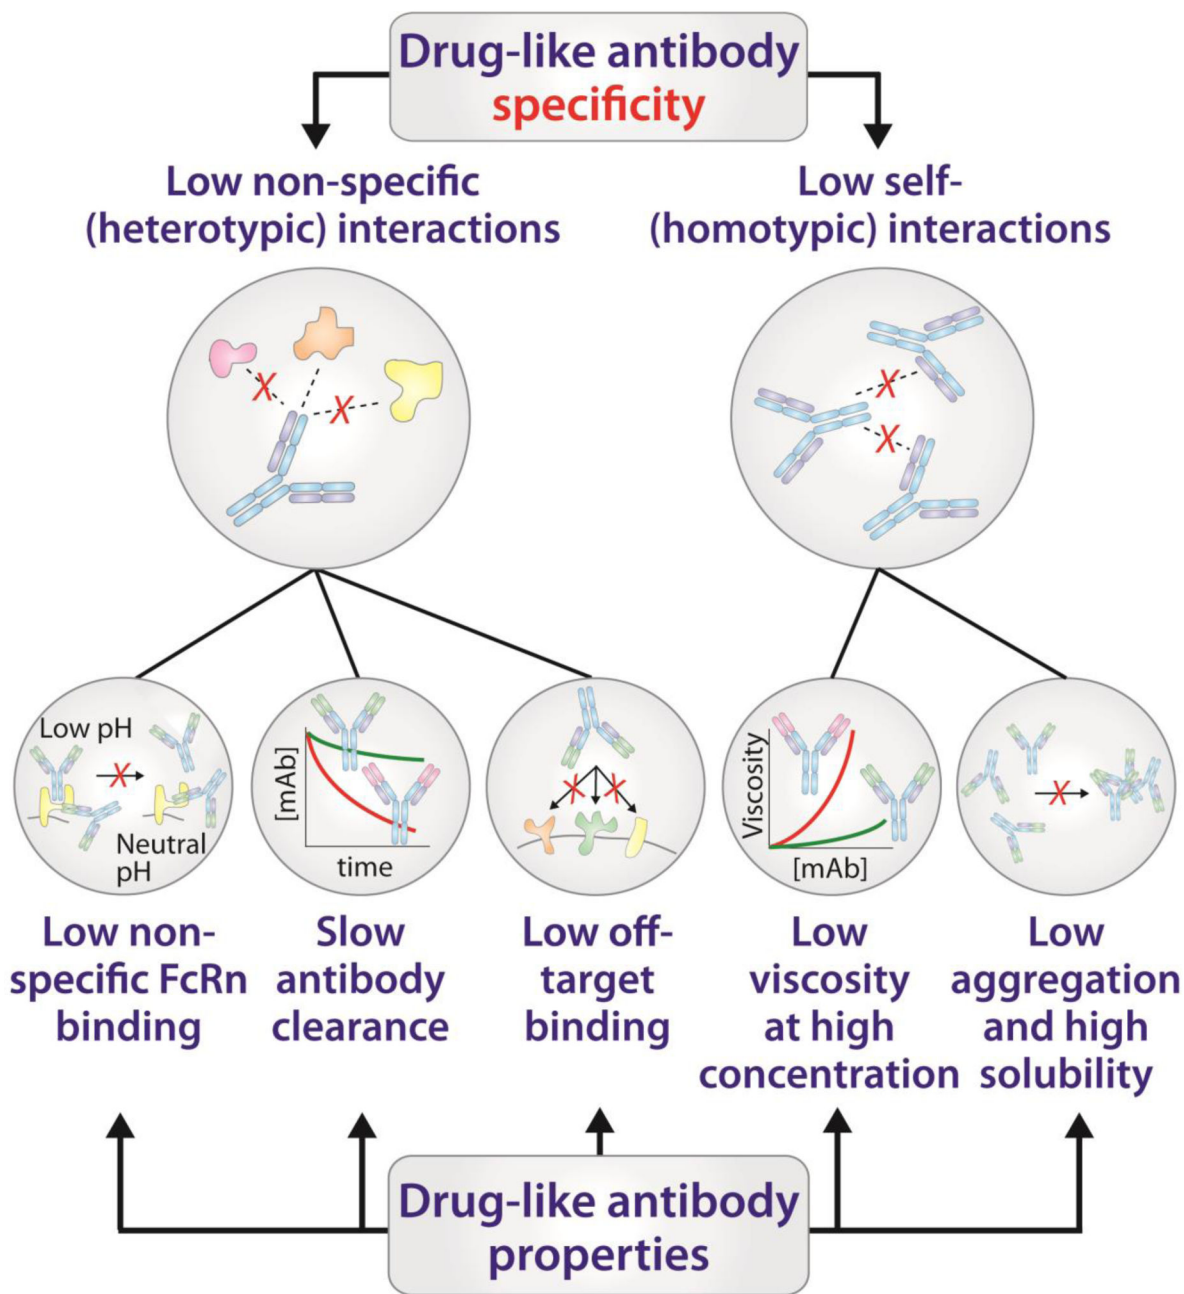 Drug-like antibody
specificity
Low non-specific
(heterotypic) interactions
Low self-
(homotypic) interactions
X
X
X
X
Low pH
X
Neutral
pH
[mAb]
time
X
X
Viscosity
[mAb]
X
Low non-
specific FcRn
binding
Slow
antibody
clearance
Low off-
target
binding
Low
viscosity
at high
concentration
Low
aggregation
and high
solubility
Drug-like antibody
properties